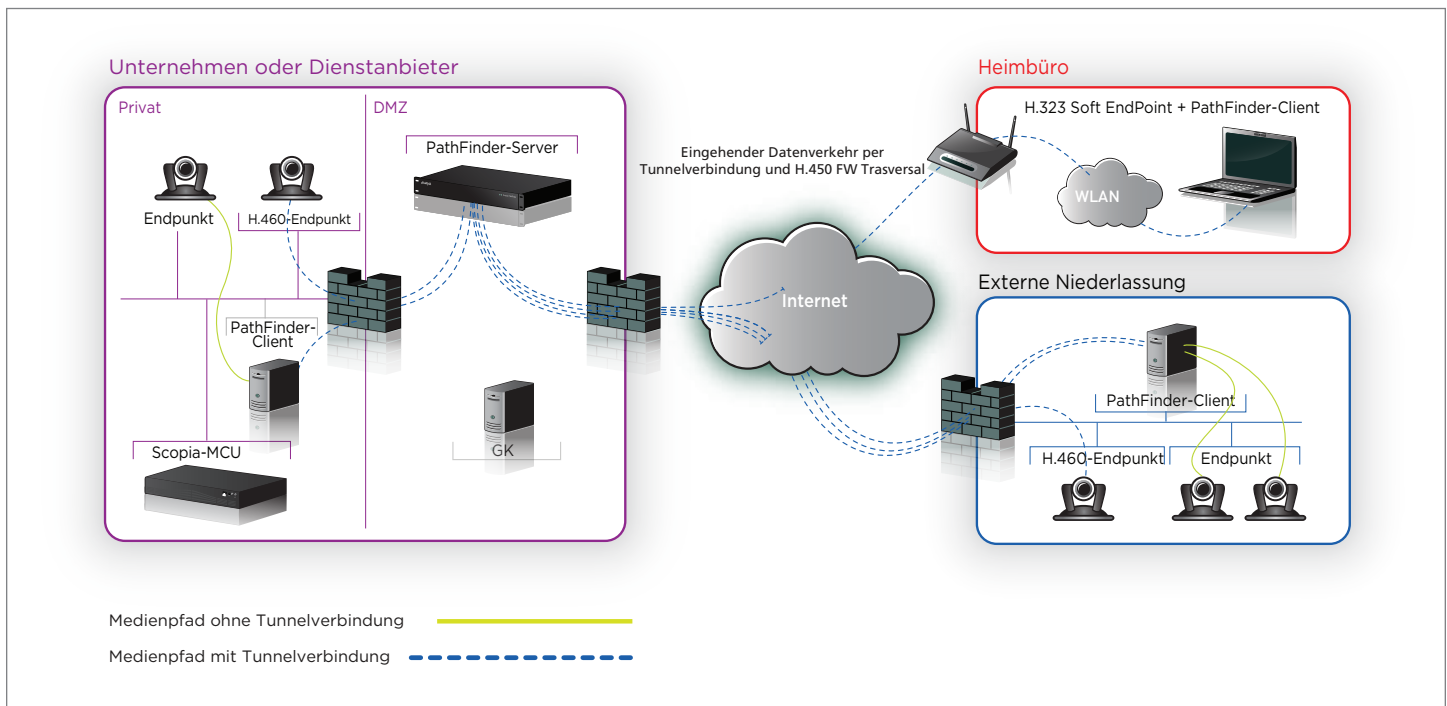 Unternehmen oder Dienstanbieter
Privat
DMZ
Endpunkt
H.460-Endpunkt
PathFinder-Server
PathFinder-
Client
Scopia-MCU
GK
Eingehender Datenverkehr per
Tunnelverbindung und H.450 FW Trasversal
Internet
Heimbüro
H.323 Soft EndPoint + PathFinder-Client
WLAN
Externe Niederlassung
PathFinder-Client
H.460-Endpunkt
Endpunkt
Medienpfad ohne Tunnelverbindung
Medienpfad mit Tunnelverbindung